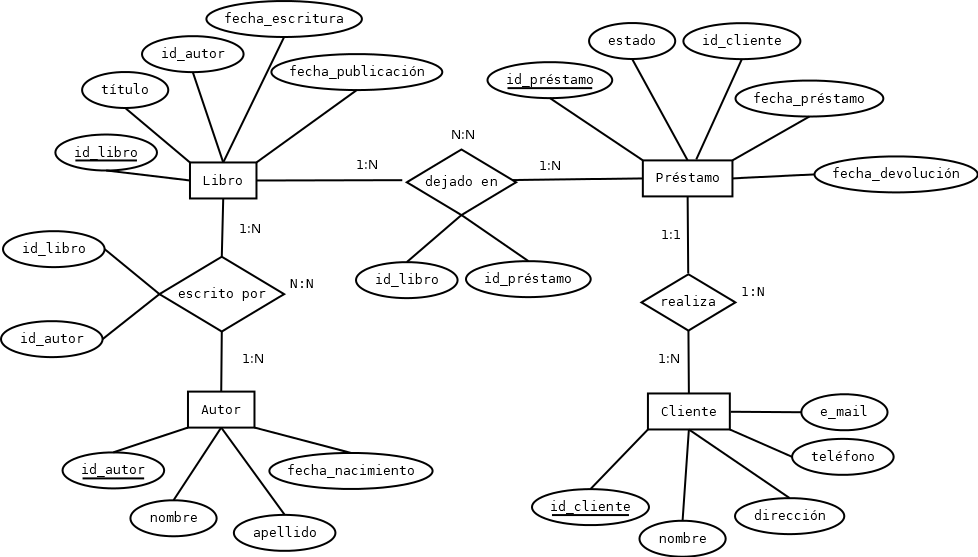 fecha_escritura
estado
id_cliente
id_autor
fecha_publicación
id_préstamo
título
fecha_préstamo
N:N
id_libro
1:N
1:N
Libro
dejado en
Préstamo
fecha_devolución
1:N
1:1
id_libro
id_libro
id_préstamo
escrito por
N:N
realiza
1:N
id_autor
1:N
1:N
Autor
Cliente
e_mail
id_autor
fecha_nacimiento
teléfono
id_cliente
nombre
apellido
dirección
nombre